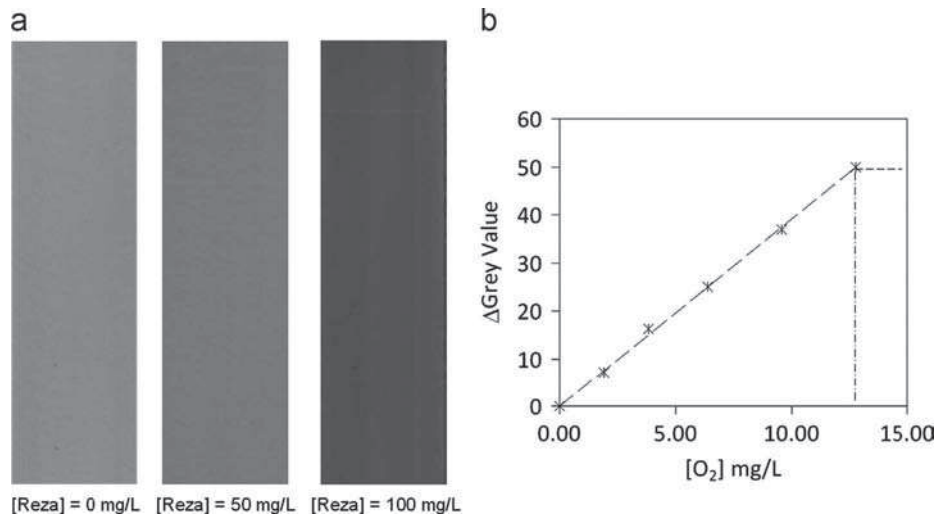 a
[Reza] = 0 mg/L [Reza] = 50 mg/L [Reza] = 100 mg/L
b
60
50
40
30
20
10
0
ΔGrey Value
0.00 5.00 10.00 15.00
[O₂] mg/L